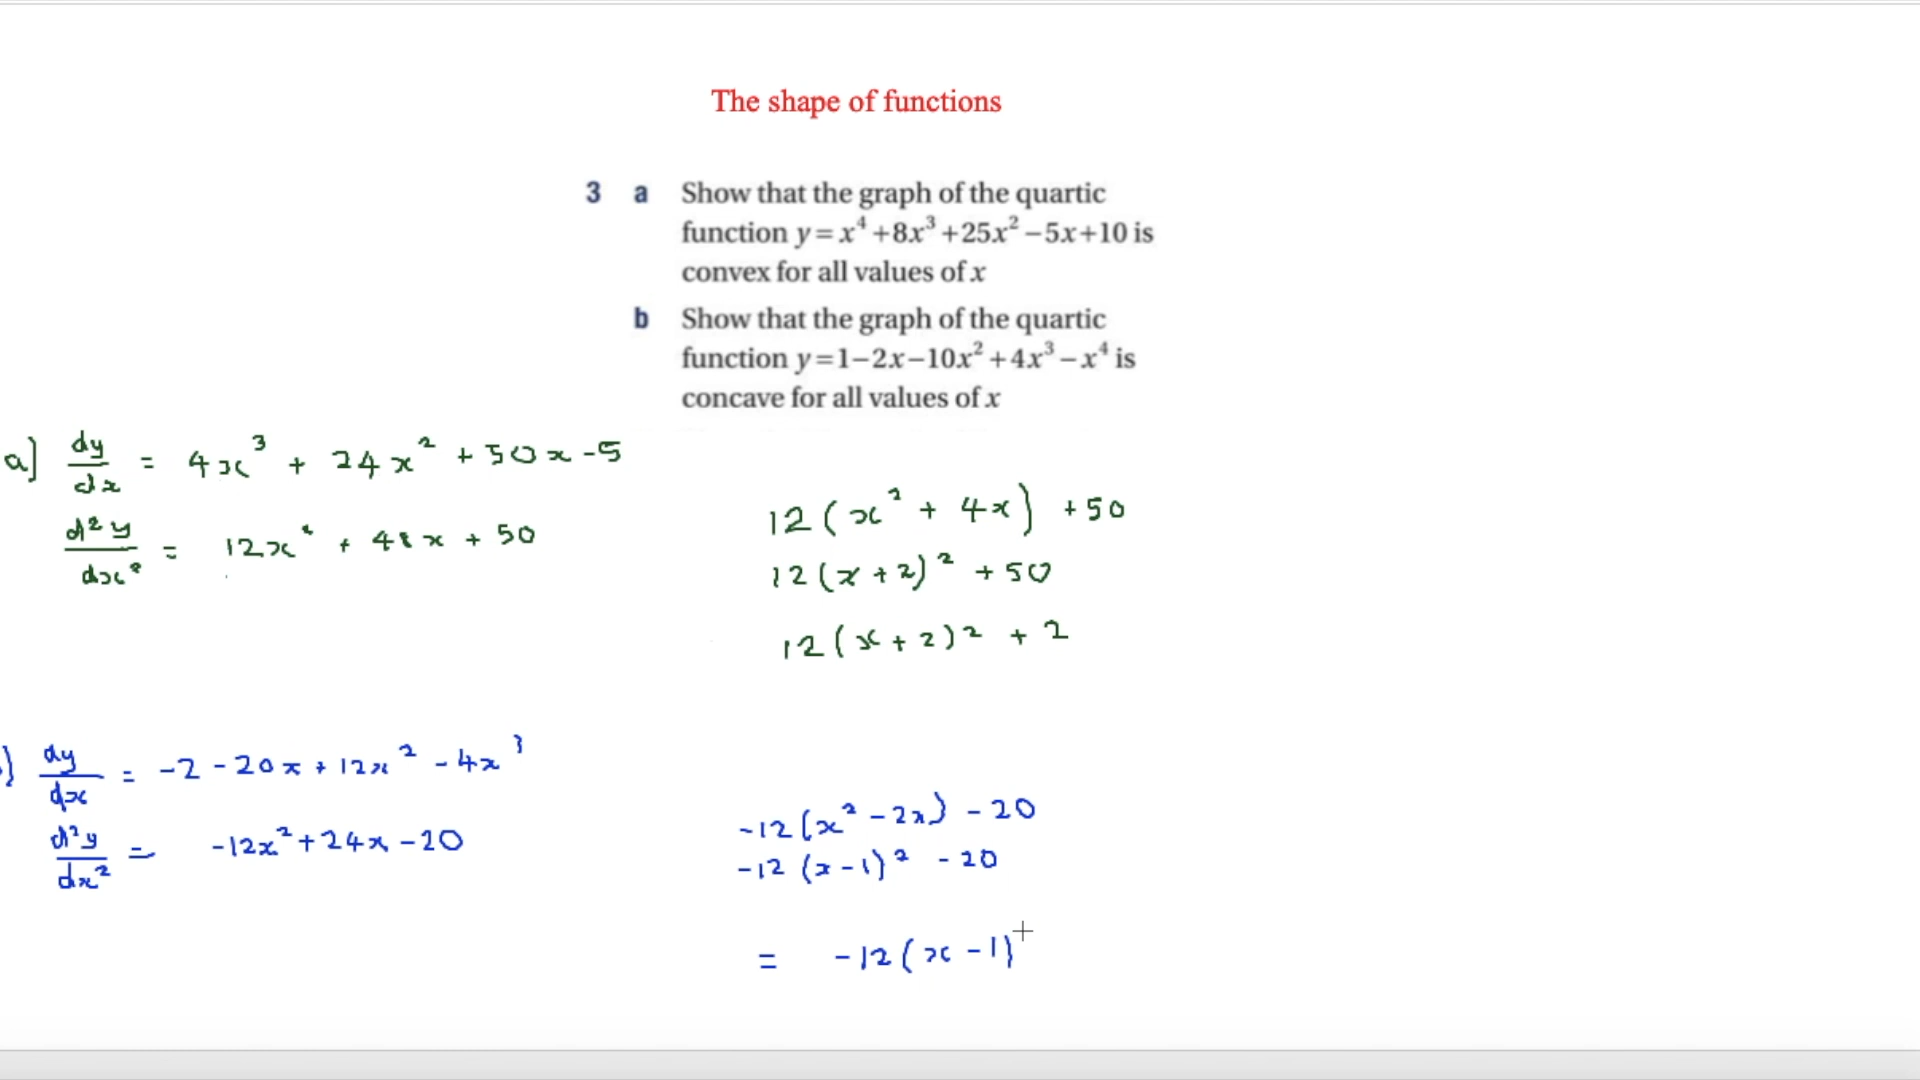 The shape of functions
3 a Show that the graph of the quartic
function y = x⁴ + 8x³ + 25x² − 5x + 10 is
convex for all values of x
b Show that the graph of the quartic
function y = 1 − 2x − 10x² + 4x³ − x⁴ is
concave for all values of x
a] dy/dx = 4x³ + 24x² + 50x - 5
d²y/dx² = 12x² + 48x + 50
12(x² + 4x) + 50
12(x + 2)² + 50
12(x + 2)² + 2
) dy/dx = -2 - 20x + 12x² - 4x³
d²y/dx² = -12x² + 24x - 20
-12(x² - 2x) - 20
-12(x - 1)² - 20
= -12(x - 1)